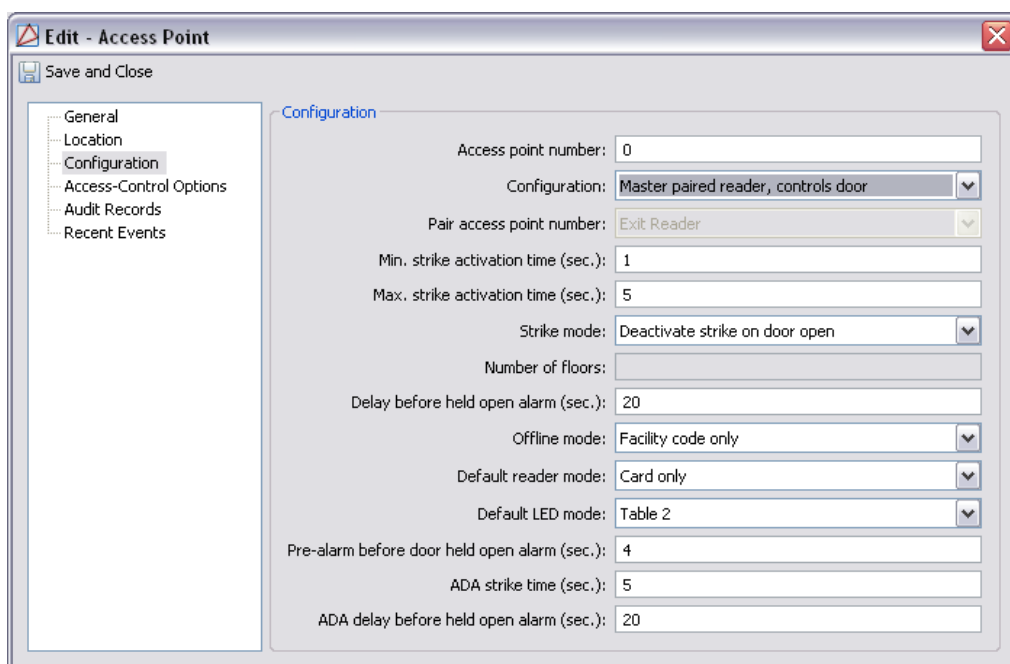 Edit - Access Point
Save and Close
General
Location
Configuration
Access-Control Options
Audit Records
Recent Events
Configuration
Access point number: 0
Configuration: Master paired reader, controls door
Pair access point number: Exit Reader
Min. strike activation time (sec.): 1
Max. strike activation time (sec.): 5
Strike mode: Deactivate strike on door open
Number of floors:
Delay before held open alarm (sec.): 20
Offline mode: Facility code only
Default reader mode: Card only
Default LED mode: Table 2
Pre-alarm before door held open alarm (sec.): 4
ADA strike time (sec.): 5
ADA delay before held open alarm (sec.): 20